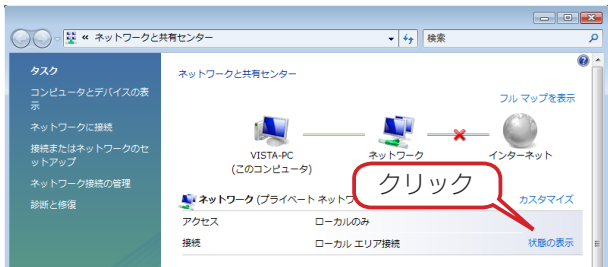 « ネットワークと共有センター
検索
タスク
コンピュータとデバイスの表
示
ネットワークに接続
接続またはネットワークのセ
ットアップ
ネットワーク接続の管理
診断と修復
ネットワークと共有センター
フル マップを表示
VISTA-PC
(このコンピュータ)
ネットワーク
インターネット
クリック
ネットワーク (プライベート ネットワ
カスタマイズ
アクセス
ローカルのみ
接続
ローカル エリア接続
状態の表示